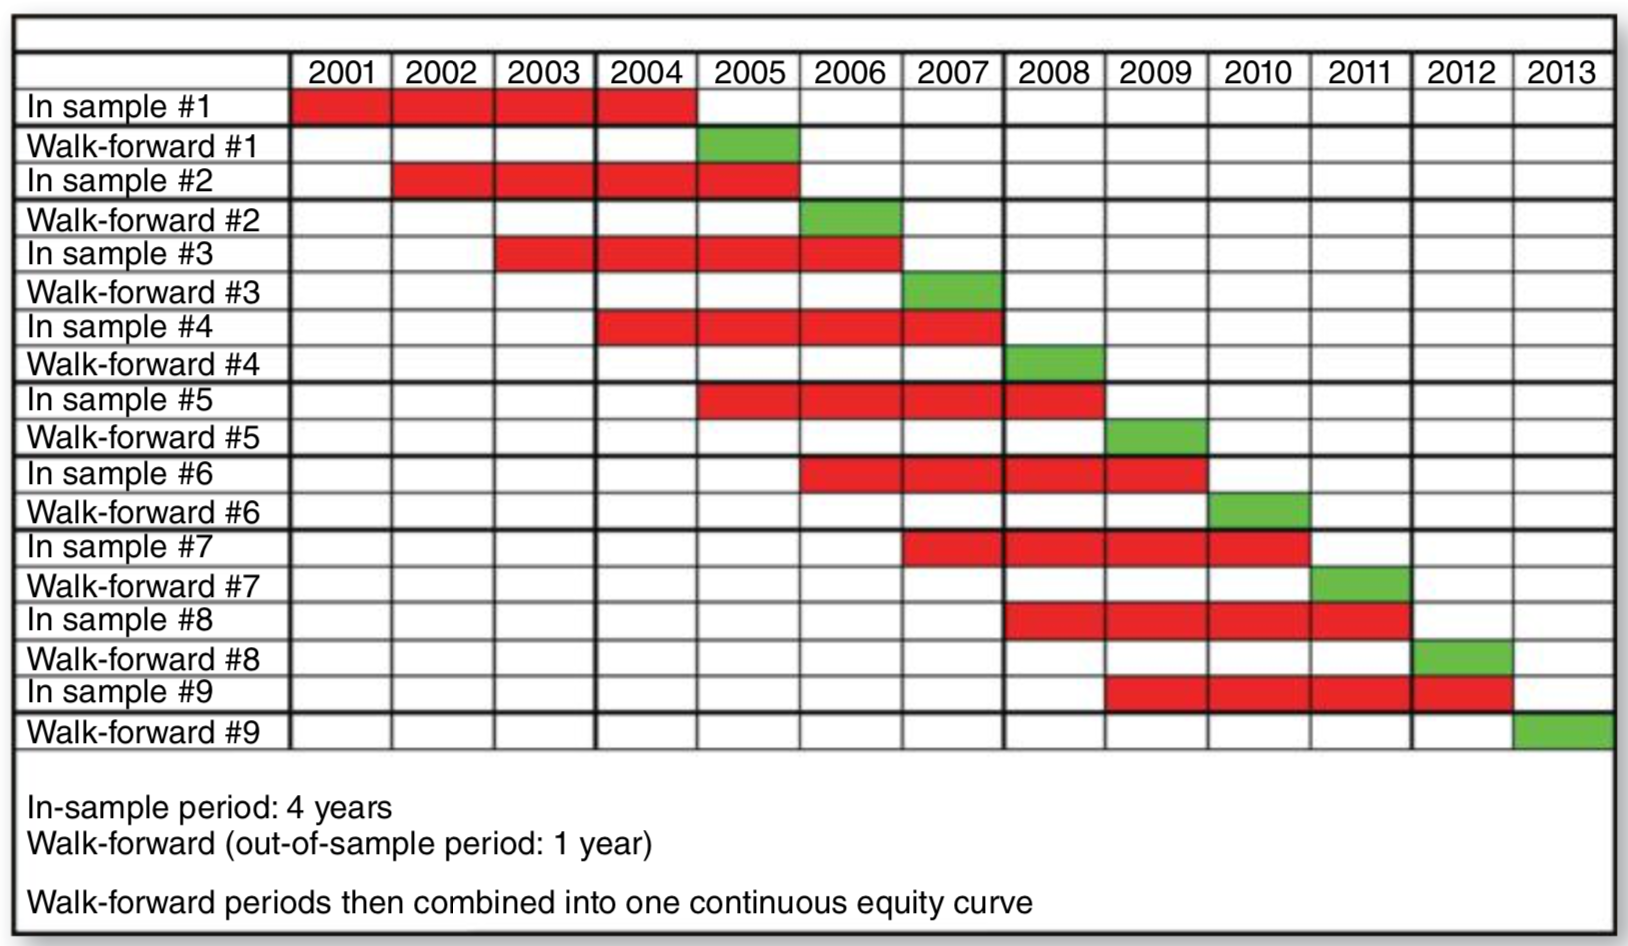 2001 2002 2003 2004 2005 2006 2007 2008 2009 2010 2011 2012 2013
In sample #1
Walk-forward #1
In sample #2
Walk-forward #2
In sample #3
Walk-forward #3
In sample #4
Walk-forward #4
In sample #5
Walk-forward #5
In sample #6
Walk-forward #6
In sample #7
Walk-forward #7
In sample #8
Walk-forward #8
In sample #9
Walk-forward #9
In-sample period: 4 years
Walk-forward (out-of-sample period: 1 year)
Walk-forward periods then combined into one continuous equity curve